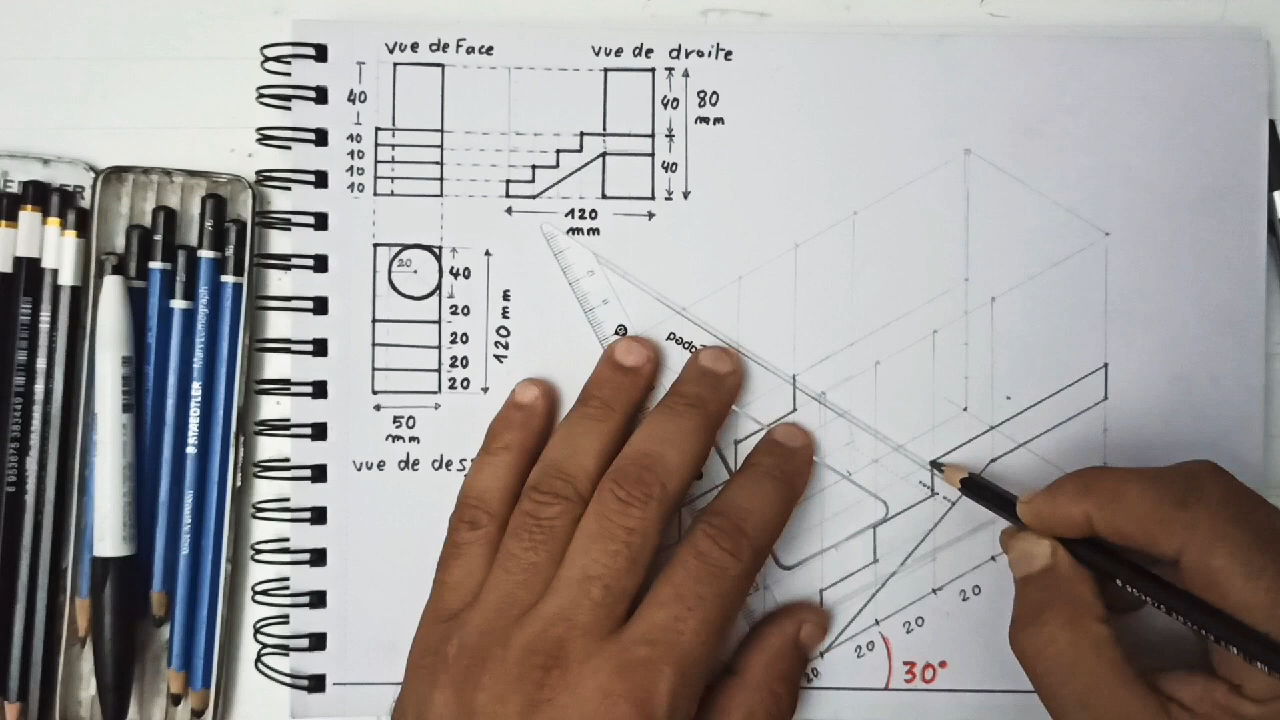 vue de Face
vue de droite
40
10
10
10
10
40
80
mm
40
120
mm
20
40
20
20
20
20
120 mm
50
mm
vue de des
20
20
20
20
30°
STAEDTLER Mars Lumograph